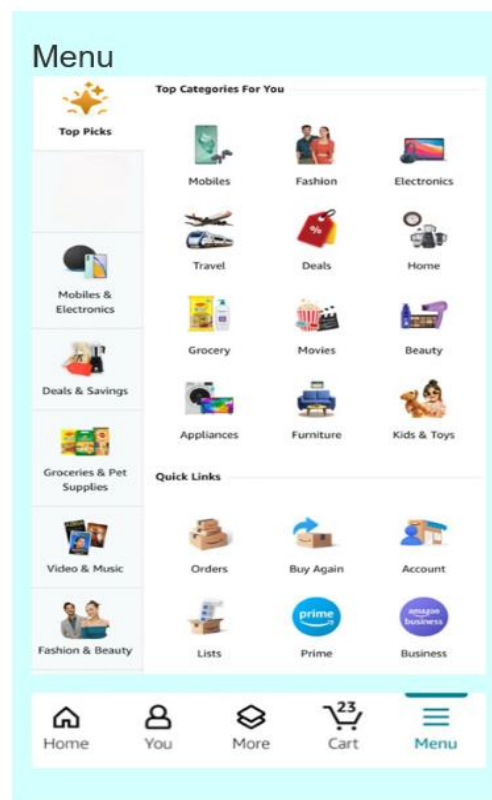 Menu
Top Picks
Mobiles &
Electronics
Deals & Savings
Groceries & Pet
Supplies
Video & Music
Fashion & Beauty
Top Categories For You
Mobiles Fashion Electronics
Travel Deals Home
Grocery Movies Beauty
Appliances Furniture Kids & Toys
Quick Links
Orders Buy Again Account
prime amazon
business
Lists Prime Business
23
Home You More Cart Menu